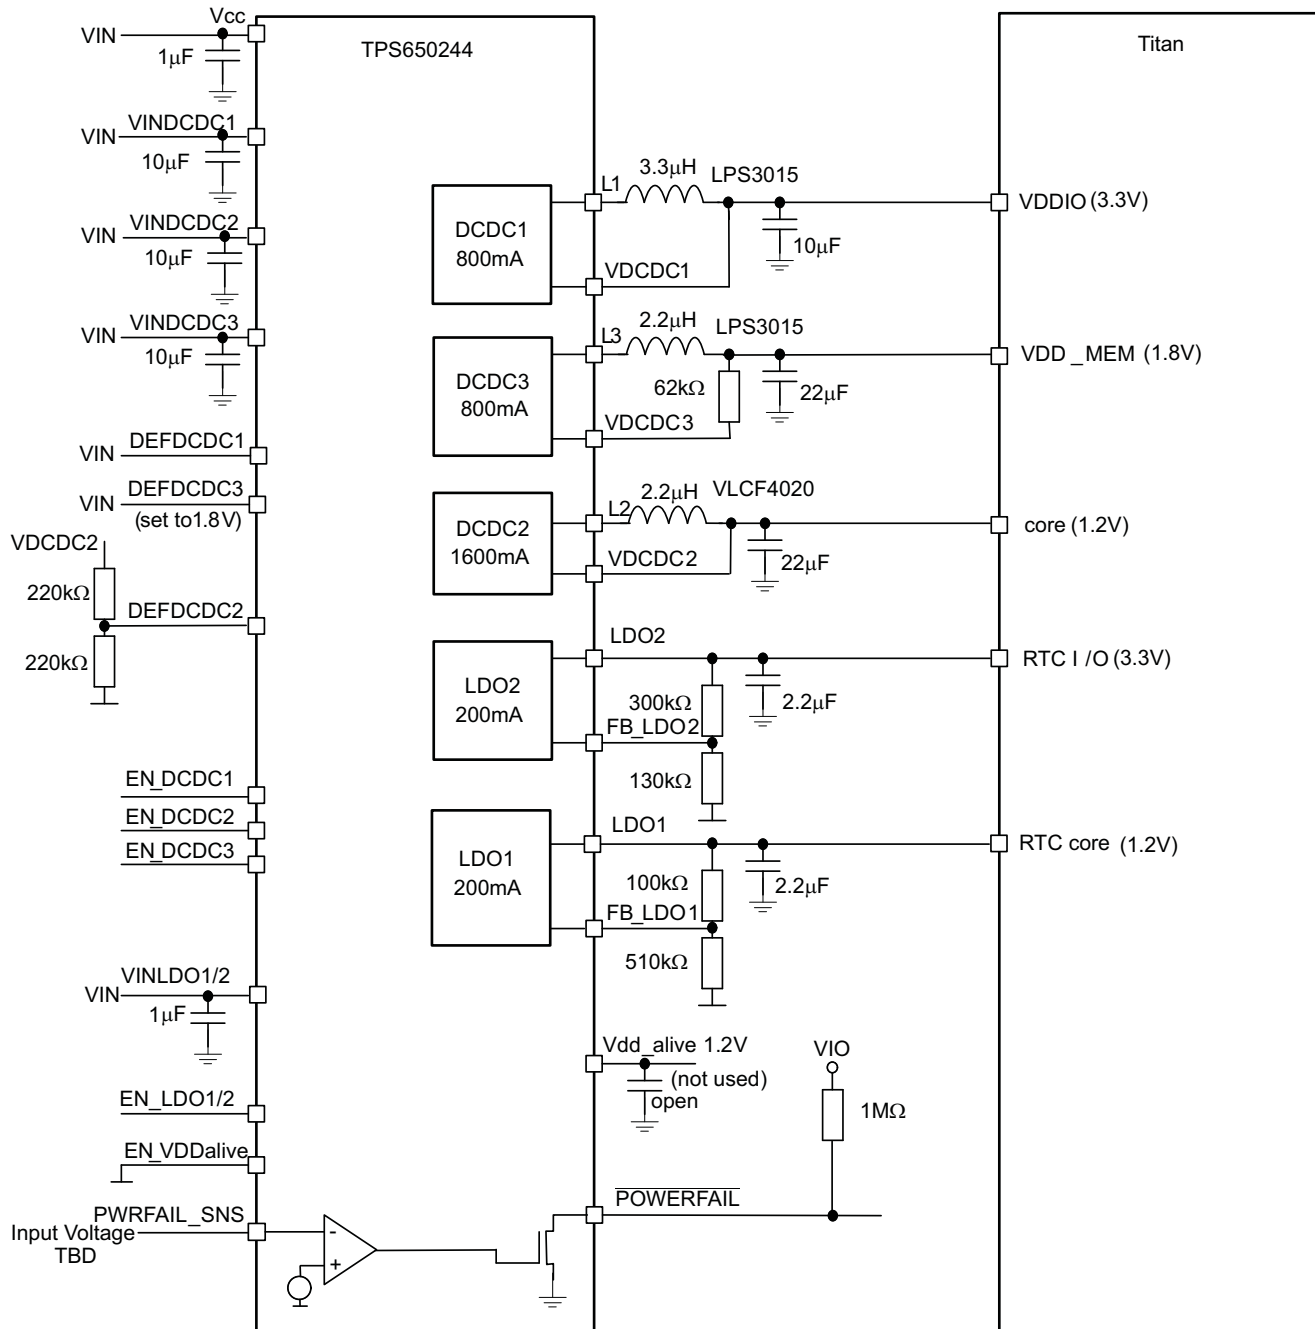 Vcc
VIN
1μF
TPS650244
Titan
VINDCDC1
VIN
10μF
3.3μH
LPS3015
L1
DCDC1
800mA
VDCDC1
10μF
VDDIO (3.3V)
VINDCDC2
VIN
10μF
VINDCDC3
VIN
10μF
2.2μH
LPS3015
L3
DCDC3
800mA
62kΩ
22μF
VDCDC3
VDD_MEM (1.8V)
DEFDCDC1
VIN
DEFDCDC3
VIN
(set to1.8V)
2.2μH
VLCF4020
L2
DCDC2
1600mA
VDCDC2
22μF
core (1.2V)
VDCDC2
220kΩ
DEFDCDC2
220kΩ
LDO2
LDO2
200mA
300kΩ
2.2μF
FB_LDO2
130kΩ
RTC I /O (3.3V)
EN_DCDC1
EN_DCDC2
EN_DCDC3
LDO1
LDO1
200mA
100kΩ
2.2μF
FB_LDO1
510kΩ
RTC core (1.2V)
VINLDO1/2
VIN
1μF
Vdd_alive 1.2V
(not used)
open
VIO
1MΩ
EN_LDO1/2
EN_VDDalive
PWRFAIL_SNS
Input Voltage
TBD
-
+
POWERFAIL